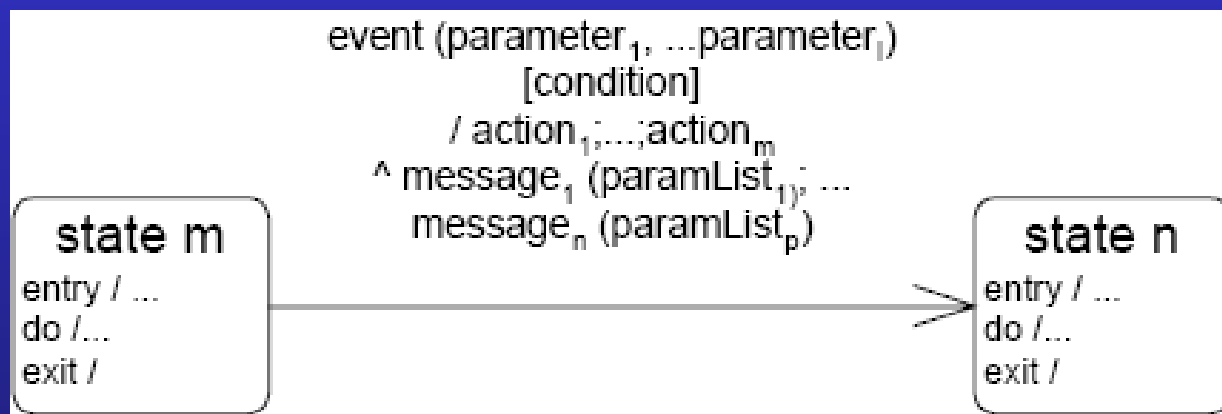 event (parameter₁, ...parameterₗ)
[condition]
/ action₁;...;actionₘ
^ message₁ (paramList₁₎; ...
messageₙ (paramListₚ)
state m
entry / ...
do /...
exit /
state n
entry / ...
do /...
exit /